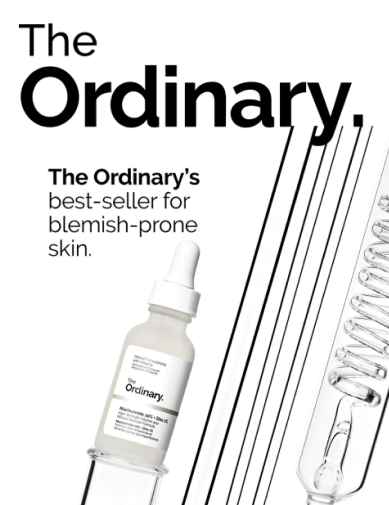 The
Ordinary.
The Ordinary's
best-seller for
blemish-prone
skin.
The
Ordinary.
Niacinamide 10% + Zinc 1%